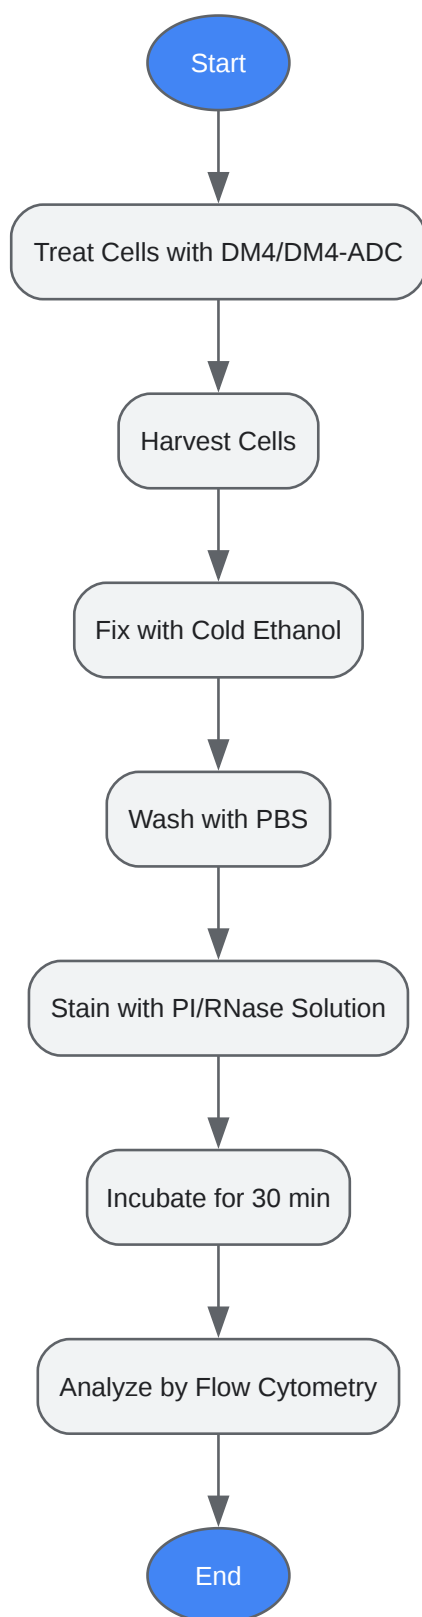 Start
Treat Cells with DM4/DM4-ADC
Harvest Cells
Fix with Cold Ethanol
Wash with PBS
Stain with PI/RNase Solution
Incubate for 30 min
Analyze by Flow Cytometry
End